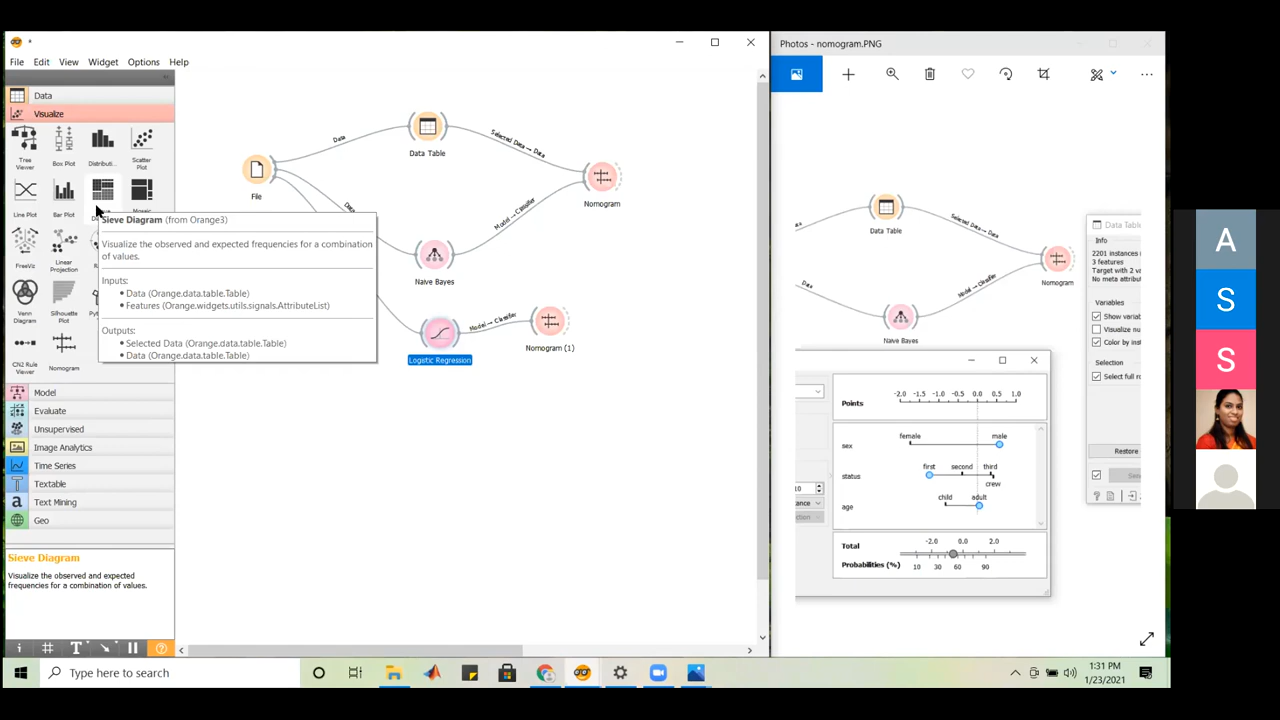 *
File Edit View Widget Options Help
Data
Visualize
Tree Viewer
Box Plot
Distributi...
Scatter Plot
Line Plot
Bar Plot
FreeViz
Linear Projection
Venn Diagram
Silhouette Plot
CN2 Rule Viewer
Nomogram
Model
Evaluate
Unsupervised
Image Analytics
Time Series
Textable
Text Mining
Geo
Sieve Diagram
Visualize the observed and expected
frequencies for a combination of values.
Sieve Diagram (from Orange3)
Visualize the observed and expected frequencies for a combination
of values.
Inputs:
• Data (Orange.data.table.Table)
• Features (Orange.widgets.utils.signals.AttributeList)
Outputs:
• Selected Data (Orange.data.table.Table)
• Data (Orange.data.table.Table)
File
Data
Data Table
Selected Data → Data
Nomogram
Naive Bayes
Model → Classifier
Logistic Regression
Model → Classifier
Nomogram (1)
Photos - nomogram.PNG
Data Table
Selected Data → Data
Nomogram
Data
Model → Classifier
Naive Bayes
Data Table
Info
2201 instances
3 features
Target with 2 va
No meta attribut
Variables
Show variab
Visualize nu
Color by inst
Selection
Select full ro
Restore
Points
-2.0 -1.5 -1.0 -0.5 0.0 0.5 1.0
sex
female male
status
first second third
crew
age
child adult
Total
-2.0 0.0 2.0
Probabilities (%)
10 30 60 90
10
A
S
S
Type here to search
1:31 PM
1/23/2021